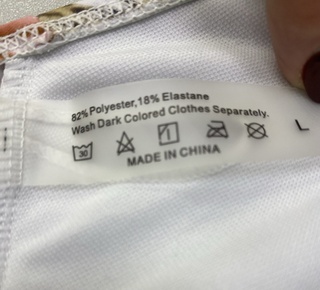 82% Polyester,18% Elastane
Wash Dark Colored Clothes Separately.
30
L
MADE IN CHINA